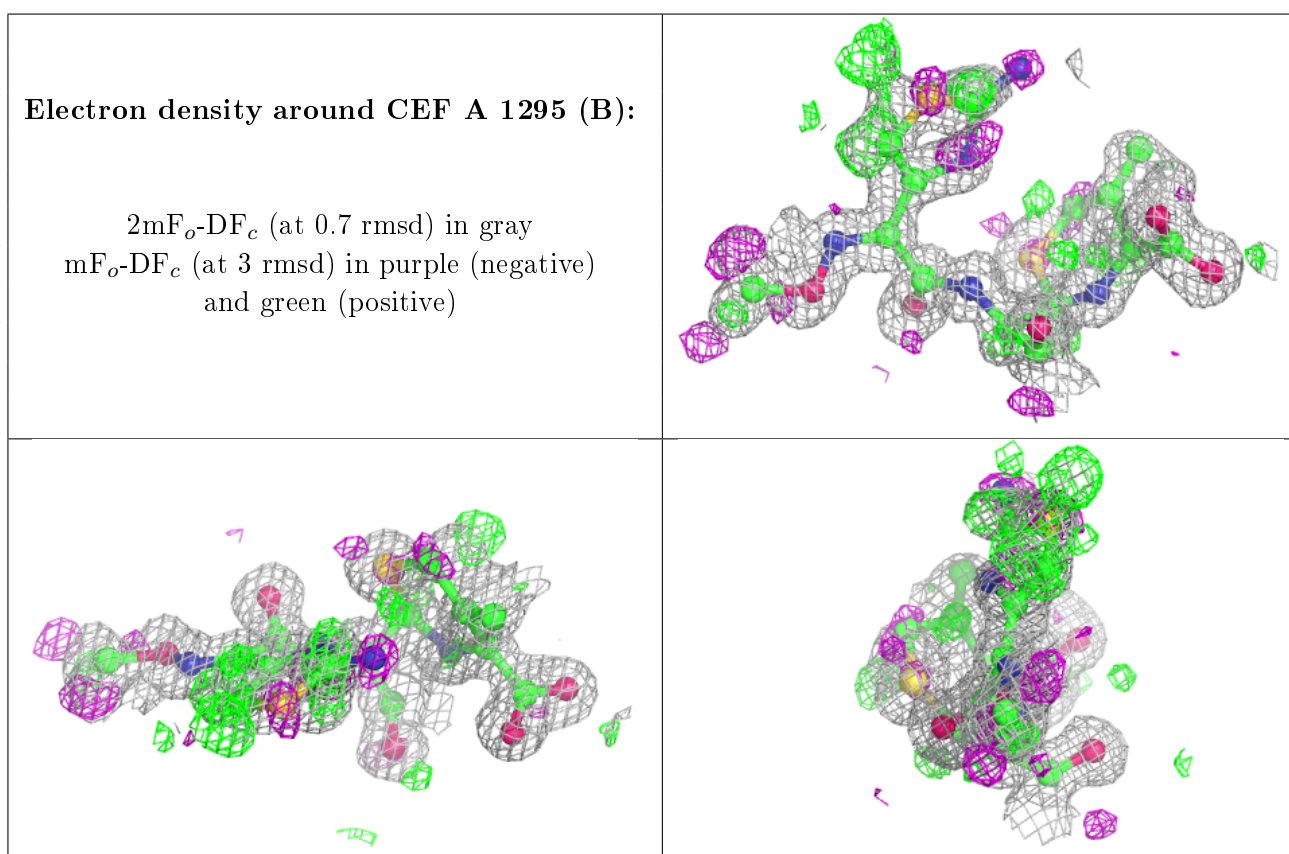 Electron density around CEF A 1295 (B):
2mFo-DFc (at 0.7 rmsd) in gray
mFo-DFc (at 3 rmsd) in purple (negative)
and green (positive)